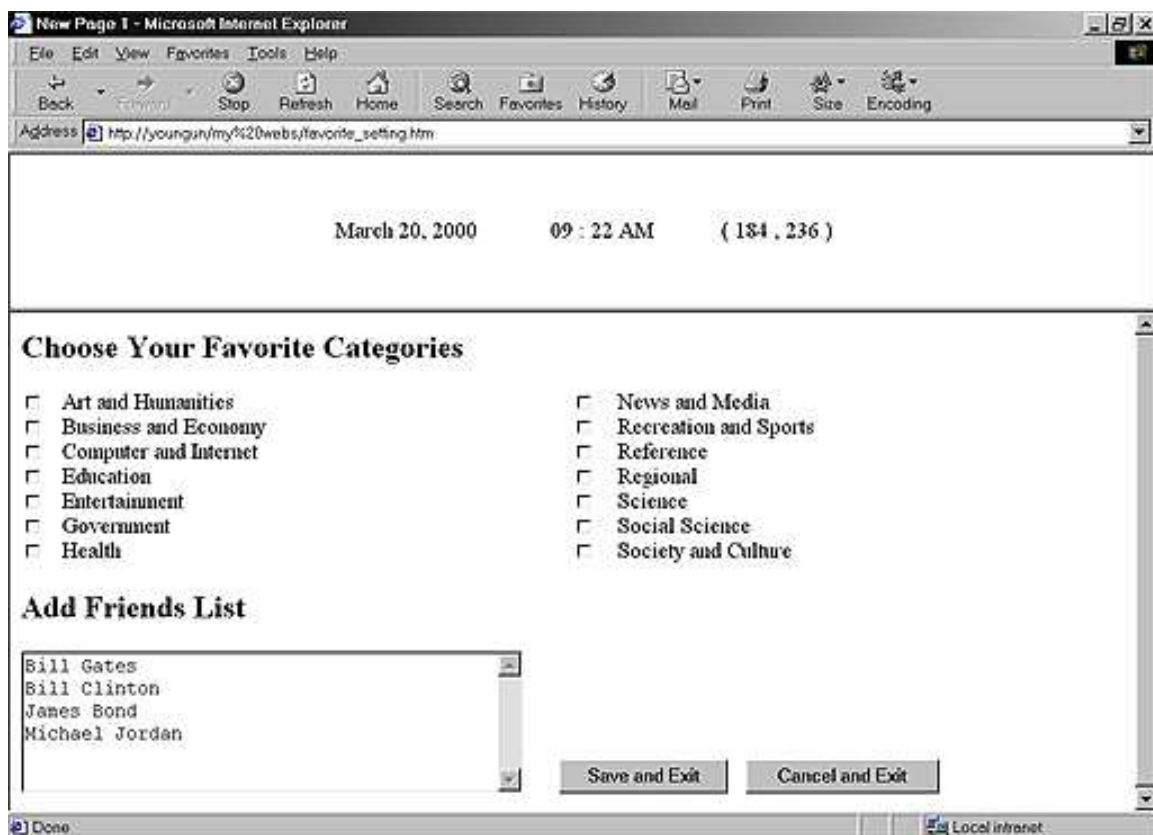 New Page 1 - Microsoft Internet Explorer
File Edit View Favorites Tools Help
Back Forward Stop Refresh Home Search Favorites History Mail Print Size Encoding
Address http://youngun/my%20webs/favorite_setting.htm
March 20, 2000 09 : 22 AM ( 184 , 236 )
Choose Your Favorite Categories
Art and Humanities News and Media
Business and Economy Recreation and Sports
Computer and Internet Reference
Education Regional
Entertainment Science
Government Social Science
Health Society and Culture
Add Friends List
Bill Gates
Bill Clinton
James Bond
Michael Jordan
Save and Exit Cancel and Exit
Done Local intranet